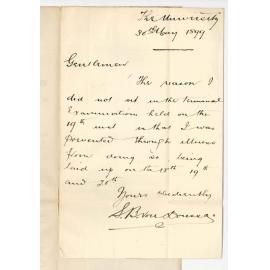 The University
30th Aug 1899
Gentlemen
The reason I
did not sit in the terminal
Examinations held on the
19th inst is that I was
prevented through illness
from doing so being
laid up on the 18th 19th
and 20th
Yours obediently